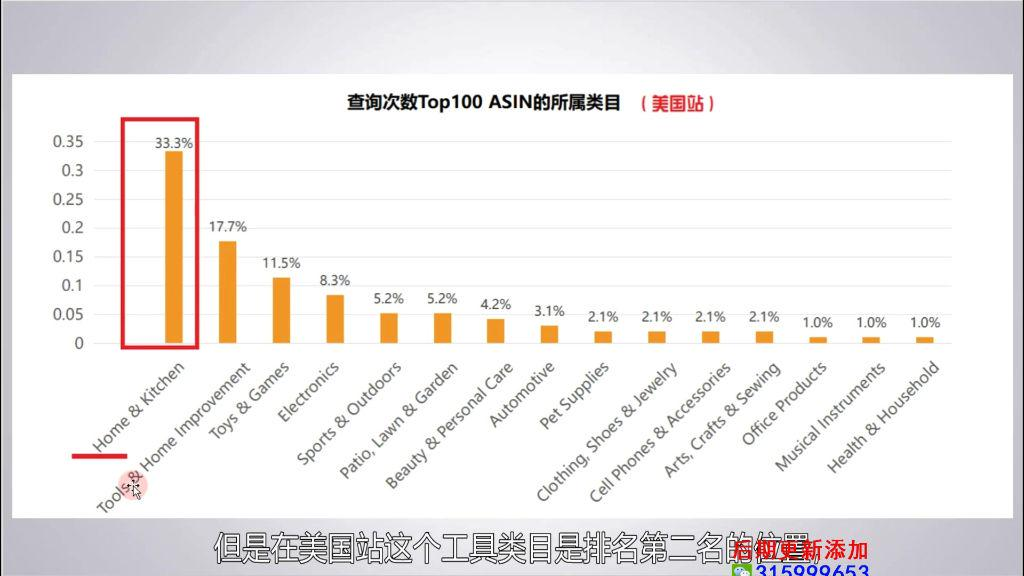 查询次数Top100 ASIN的所属类目 （美国站）
0.35
0.3
0.25
0.2
0.15
0.1
0.05
0
33.3%
17.7%
11.5%
8.3%
5.2%
5.2%
4.2%
3.1%
2.1%
2.1%
2.1%
2.1%
1.0%
1.0%
1.0%
Home & Kitchen
Tools & Home Improvement
Toys & Games
Electronics
Sports & Outdoors
Patio, Lawn & Garden
Beauty & Personal Care
Automotive
Pet Supplies
Clothing, Shoes & Jewelry
Cell Phones & Accessories
Arts, Crafts & Sewing
Office Products
Musical Instruments
Health & Household
但是在美国站这个工具类目是排名第二名的位置,
后期更新添加
315999653